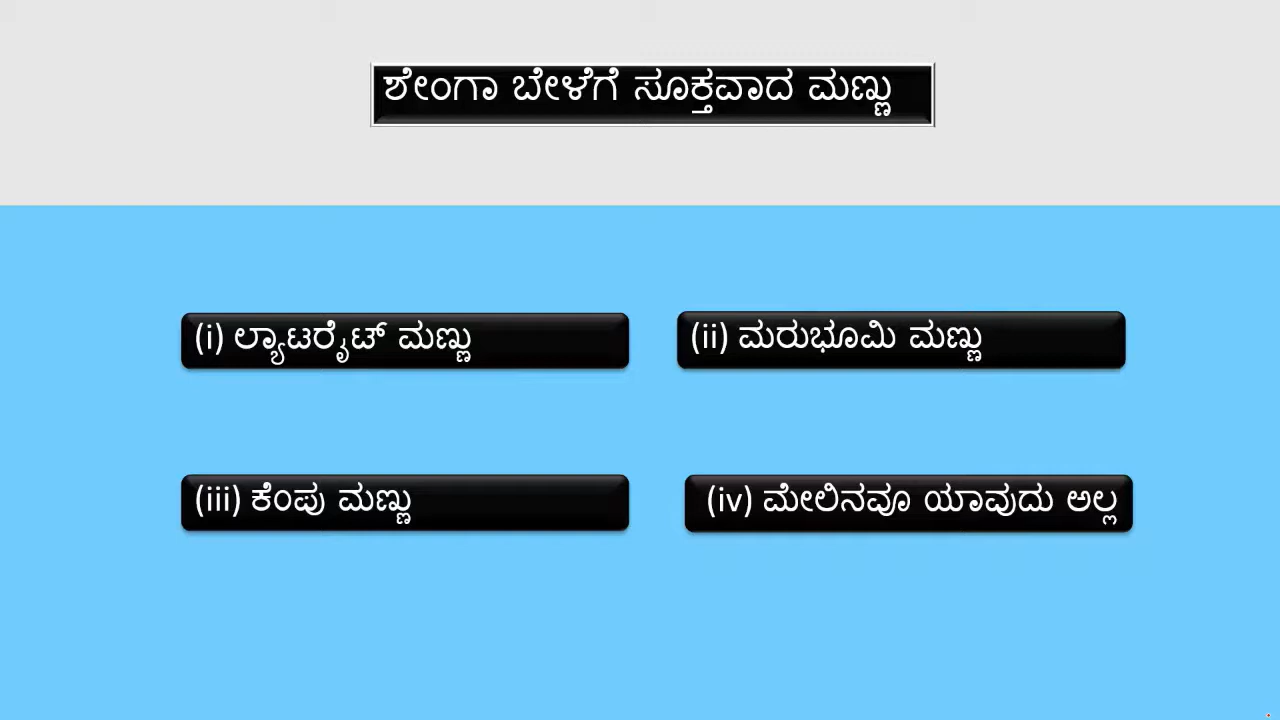 ಶೇಂಗಾ ಬೇಳೆಗೆ ಸೂಕ್ತವಾದ ಮಣ್ಣು
(i) ಲ್ಯಾಟರೈಟ್ ಮಣ್ಣು
(ii) ಮರುಭೂಮಿ ಮಣ್ಣು
(iii) ಕೆಂಪು ಮಣ್ಣು
(iv) ಮೇಲಿನವೂ ಯಾವುದು ಅಲ್ಲ